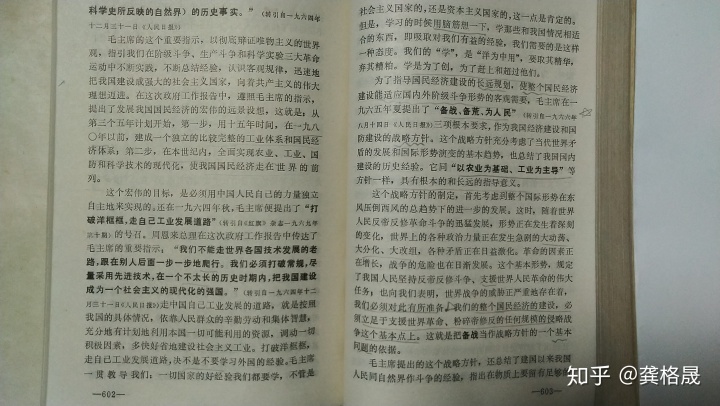 科学史所反映的自然界）的历史事实。”（转引自一九六四年
十二月三十一日《人民日报》）
毛主席的这个重要指示，以彻底辩证唯物主义的世界
观，指引我们在阶级斗争、生产斗争和科学实验三大革命
运动中不断实践，不断总结经验，认识客观规律，迅速地
把我国建设成强大的社会主义国家，向着共产主义的伟大
理想迈进。在这次政府工作报告中，遵照毛主席的指示，
提出了发展我国国民经济的宏伟的远景设想，这就是：从
第三个五年计划开始，第一步，用十五年时间，在一九八
〇年以前，建成一个独立的比较完整的工业体系和国民经
济体系；第二步，在本世纪内，全面实现农业、工业、国
防和科学技术的现代化，使我国国民经济走在世界的前
列。
这个宏伟的目标，是必须用中国人民自己的力量独立
自主地来实现的。还在一九六四年秋，毛主席便提出了“打
破洋框框，走自己工业发展道路”（转引自《红旗》杂志一九六九年
第十期）的号召。周恩来总理在这次政府工作报告中传达了
毛主席的重要指示：“我们不能走世界各国技术发展的老
路，跟在别人后面一步一步地爬行。我们必须打破常规，尽
量采用先进技术，在一个不太长的历史时期内，把我国建设
成为一个社会主义的现代化的强国。”（转引自一九六四年十二
月三十一日《人民日报》）走中国自己工业发展的道路，就是按照
我国的具体情况，依靠人民群众的辛勤劳动和集体智慧，
充分地有计划地利用本国一切可能利用的资源，调动一切
积极因素，多快好省地建设社会主义工业。打破洋框框，
走自己工业发展道路，决不是不要学习外国的经验。毛主席
一贯教导我们：一切国家的好经验我们都要学，不管是
—602—
社会主义国家的，还是资本主义国家的，这一点是肯定的。
但是，学习的时候用脑筋想一下，学那些和我国情况相适
合的东西，即吸取对我们有益的经验，我们需要的是这样
一种态度。我们的“学”，是“洋为中用”，要取其精华，
弃其糟粕。学是为了创，为了赶上和超过他们。
为了指导国民经济建设的长远规划，使整个国民经济
建设能适应国内外阶级斗争形势的客观需要，毛主席在一
九六五年夏提出了“备战、备荒、为人民”（转引自一九六六年
八月十四日《人民日报》）三项根本要求，作为我国经济建设和国
防建设的战略方针。这个战略方针充分考虑了当代世界矛
盾的发展和国际形势演变的基本趋势，也总结了我国国内
建设的历史经验。它同“以农业为基础、工业为主导”等
方针一样，具有根本的和长远的指导意义。
这个战略方针的制定，首先考虑到整个国际形势在东
风压倒西风的总趋势下的进一步的发展。这时，随着世界
人民反帝反修革命斗争的迅猛发展，形势正在发生着深刻
的变化，世界上的各种政治力量正在发生急剧的大动荡、
大分化、大改组，各种矛盾正在日益激化。革命的因素正
在增长，战争的危险也在日渐发展。这个基本形势，规定
了我国人民坚持反帝反修斗争、支援世界人民革命的伟大
任务；也向我们表明，世界战争的威胁正严重地存在着，
我们必须对此有所准备，我们的整个国民经济的建设，必
须立足于支援世界革命、粉碎帝修反的任何规模的侵略战
争这个基本点上，这就是把备战当作战略方针的一个基本
问题的依据。
毛主席提出的这个战略方针，还总结了建国以来我国
人民同自然界作斗争的经验，指出在物质上要留有足够的
—603—
知乎 @龚格晟